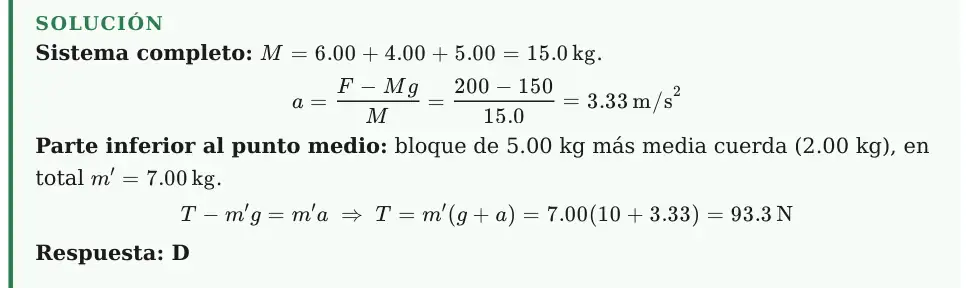 SOLUCIÓN
Sistema completo: M = 6.00 + 4.00 + 5.00 = 15.0 kg.
a = \frac{F − Mg}{M} = \frac{200 − 150}{15.0} = 3.33 m/s²
Parte inferior al punto medio: bloque de 5.00 kg más media cuerda (2.00 kg), en
total m′ = 7.00 kg.
T − m′g = m′a ⇒ T = m′(g + a) = 7.00(10 + 3.33) = 93.3 N
Respuesta: D